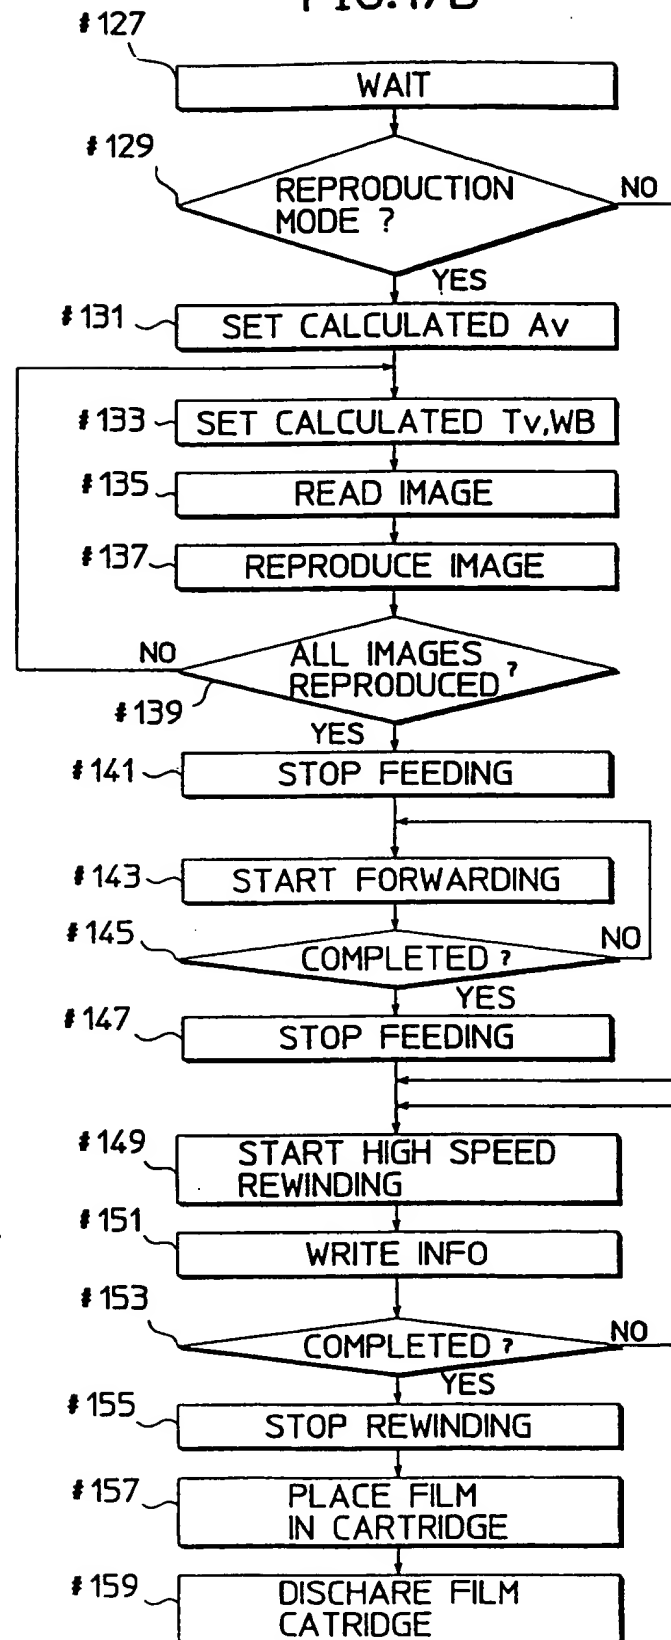 FIG.17B
#127
WAIT
#129
REPRODUCTION
MODE ?
NO
YES
#131
SET CALCULATED Av
#133
SET CALCULATED Tv,WB
#135
READ IMAGE
#137
REPRODUCE IMAGE
NO
ALL IMAGES
REPRODUCED ?
#139
YES
#141
STOP FEEDING
#143
START FORWARDING
#145
COMPLETED ?
NO
YES
#147
STOP FEEDING
#149
START HIGH SPEED
REWINDING
#151
WRITE INFO
#153
COMPLETED ?
NO
YES
#155
STOP REWINDING
#157
PLACE FILM
IN CARTRIDGE
#159
DISCHARE FILM
CATRIDGE